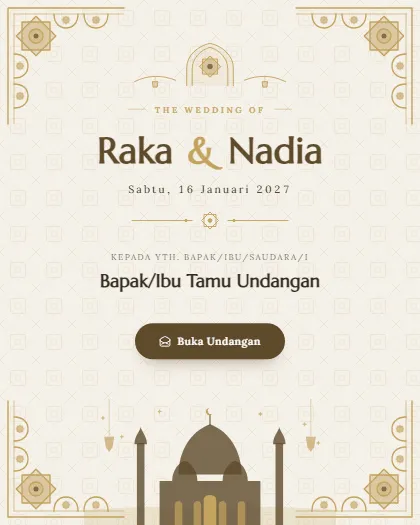 THE WEDDING OF
Raka & Nadia
Sabtu, 16 Januari 2027
KEPADA YTH. BAPAK/IBU/SAUDARA/I
Bapak/Ibu Tamu Undangan
Buka Undangan